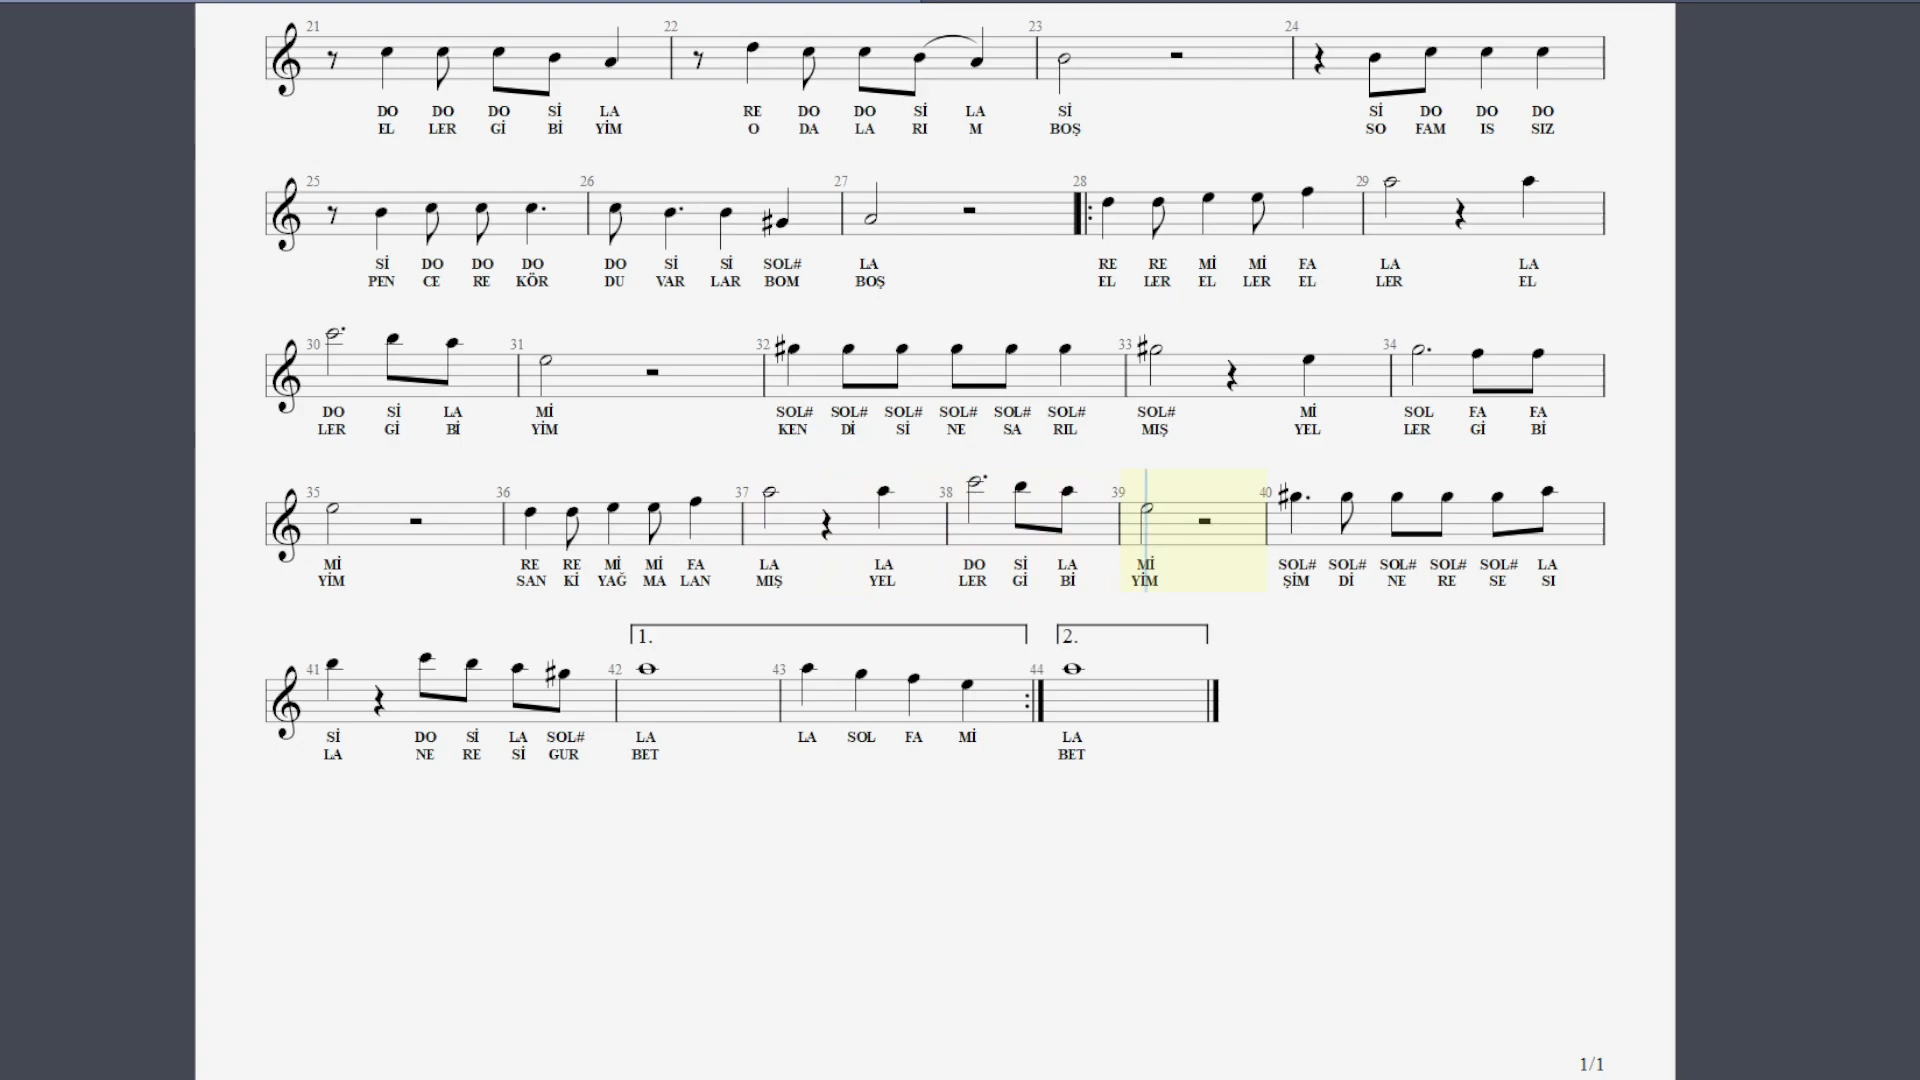 21 22 23 24
DO DO DO Sİ LA RE DO DO Sİ LA Sİ Sİ DO DO DO
EL LER Gİ Bİ YİM O DA LA RI M BOŞ SO FAM IS SIZ
25 26 27 28 29
Sİ DO DO DO DO Sİ Sİ SOL# LA RE RE Mİ Mİ FA LA LA
PEN CE RE KÖR DU VAR LAR BOM BOŞ EL LER EL LER EL LER EL
30 31 32 33 34
DO Sİ LA Mİ SOL# SOL# SOL# SOL# SOL# SOL# SOL# Mİ SOL FA FA
LER Gİ Bİ YİM KEN Dİ Sİ NE SA RIL MIŞ YEL LER Gİ Bİ
35 36 37 38 39 40
Mİ RE RE Mİ Mİ FA LA LA DO Sİ LA Mİ SOL# SOL# SOL# SOL# SOL# LA
YİM SAN Kİ YAĞ MA LAN MIŞ YEL LER Gİ Bİ YİM ŞİM Dİ NE RE SE SI
1. 2.
41 42 43 44
Sİ DO Sİ LA SOL# LA LA SOL FA Mİ LA
LA NE RE Sİ GUR BET BET
1/1